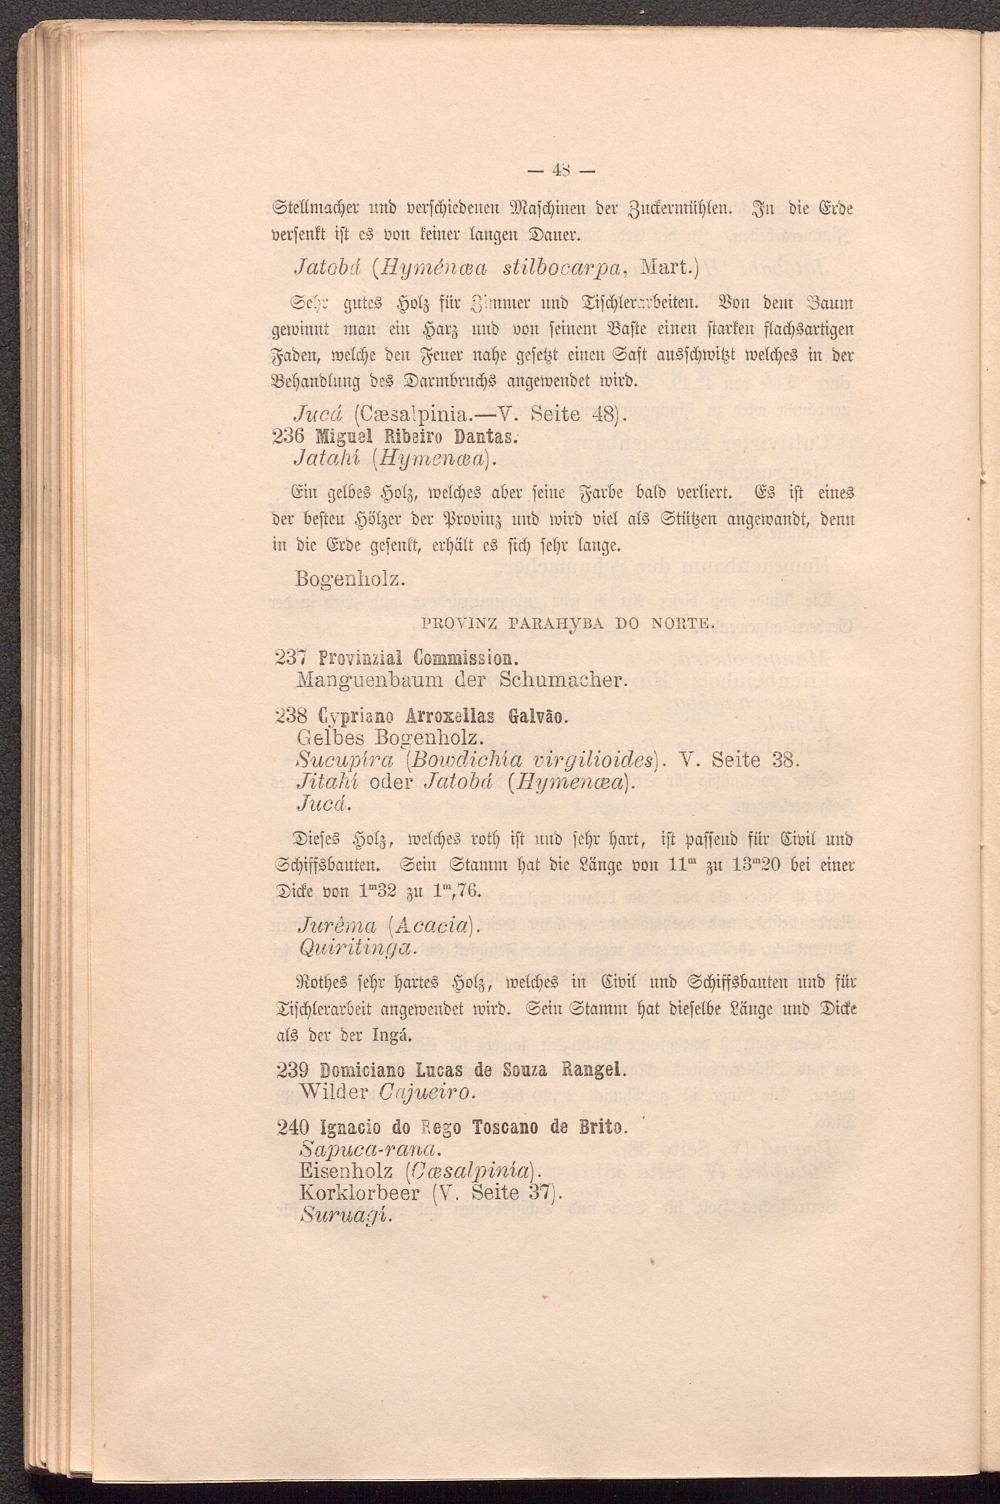 — 48 —
Stellmacher und verschiedenen Maschinen der Zuckermühlen. In die Erde
versenkt ist es von keiner langen Dauer.
Jatobá (Hyménœa stilbocarpa, Mart.)
Sehr gutes Holz für Zimmer und Tischlerarbeiten. Von dem Baum
gewinnt man ein Harz und von seinem Baste einen starken flachsartigen
Faden, welche den Feuer nahe gesetzt einen Saft ausschwitzt welches in der
Behandlung des Darmbruchs angewendet wird.
Jucá (Cæsalpinia.—V. Seite 48).
236 Miguel Ribeiro Dantas.
Jatahí (Hymenœa).
Ein gelbes Holz, welches aber seine Farbe bald verliert. Es ist eines
der besten Hölzer der Provinz und wird viel als Stützen angewandt, denn
in die Erde gesenkt, erhält es sich sehr lange.
Bogenholz.
PROVINZ PARAHyBA DO NORTE.
237 Provinzial Commission.
Manguenbaum der Schumacher.
238 Cypriano Arroxellas Galvão.
Gelbes Bogenholz.
Sucupíra (Bowdichía virgilioides). V. Seite 38.
Jitahí oder Jatobá (Hymenœa).
Jucá.
Dieses Holz, welches roth ist und sehr hart, ist passend für Civil und
Schiffsbauten. Sein Stamm hat die Länge von 11m zu 13m20 bei einer
Dicke von 1m32 zu 1m,76.
Jurêma (Acacia).
Quiritinga.
Rothes sehr hartes Holz, welches in Civil und Schiffsbauten und für
Tischlerarbeit angewendet wird. Sein Stamm hat dieselbe Länge und Dicke
als der der Ingá.
239 Domiciano Lucas de Souza Rangel.
Wilder Cajueiro.
240 Ignacio do Rego Toscano de Brito.
Sapuca-rana.
Eisenholz (Cæsalpinía).
Korklorbeer (V. Seite 37).
Suruagí.